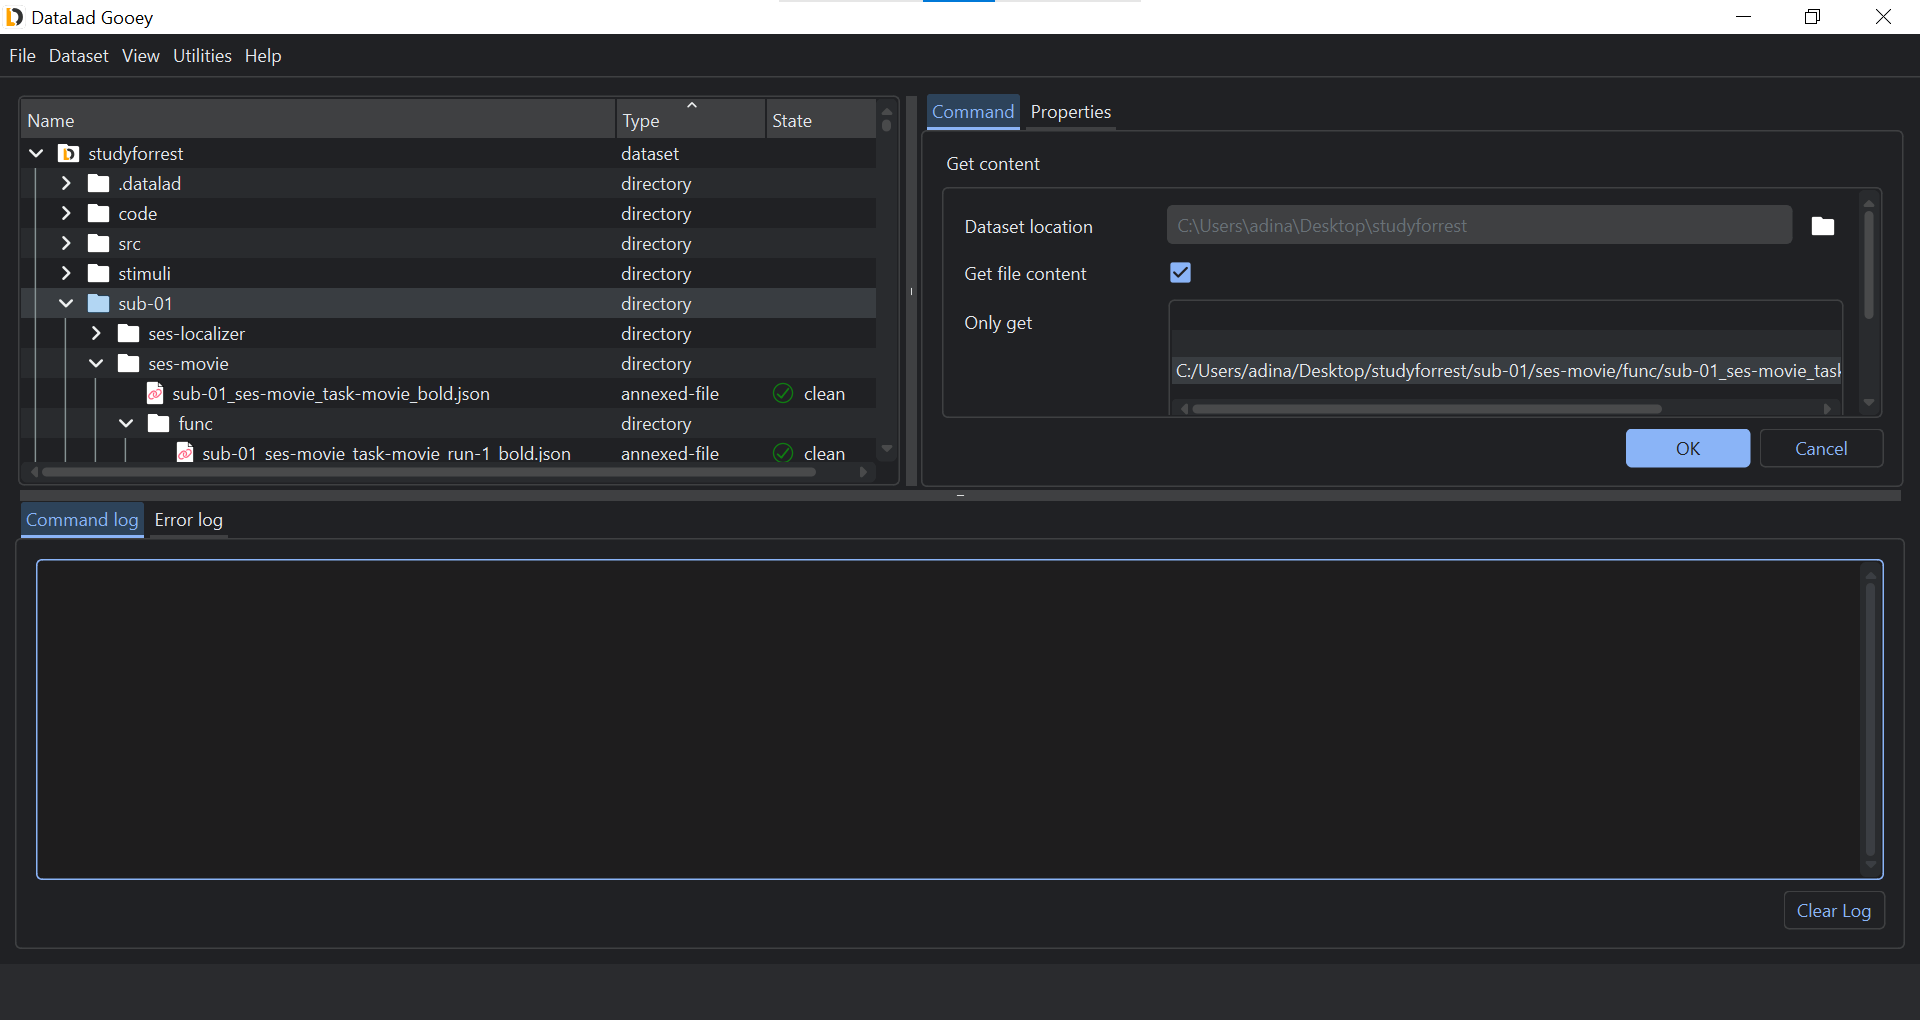 DataLad Gooey
File Dataset View Utilities Help
Name Type State
studyforrest dataset
.datalad directory
code directory
src directory
stimuli directory
sub-01 directory
ses-localizer directory
ses-movie directory
sub-01_ses-movie_task-movie_bold.json annexed-file clean
func directory
sub-01_ses-movie_task-movie_run-1_bold.json annexed-file clean
Command Properties
Get content
Dataset location C:\Users\adina\Desktop\studyforrest
Get file content
Only get
C:/Users/adina/Desktop/studyforrest/sub-01/ses-movie/func/sub-01_ses-movie_task
OK Cancel
Command log Error log
Clear Log